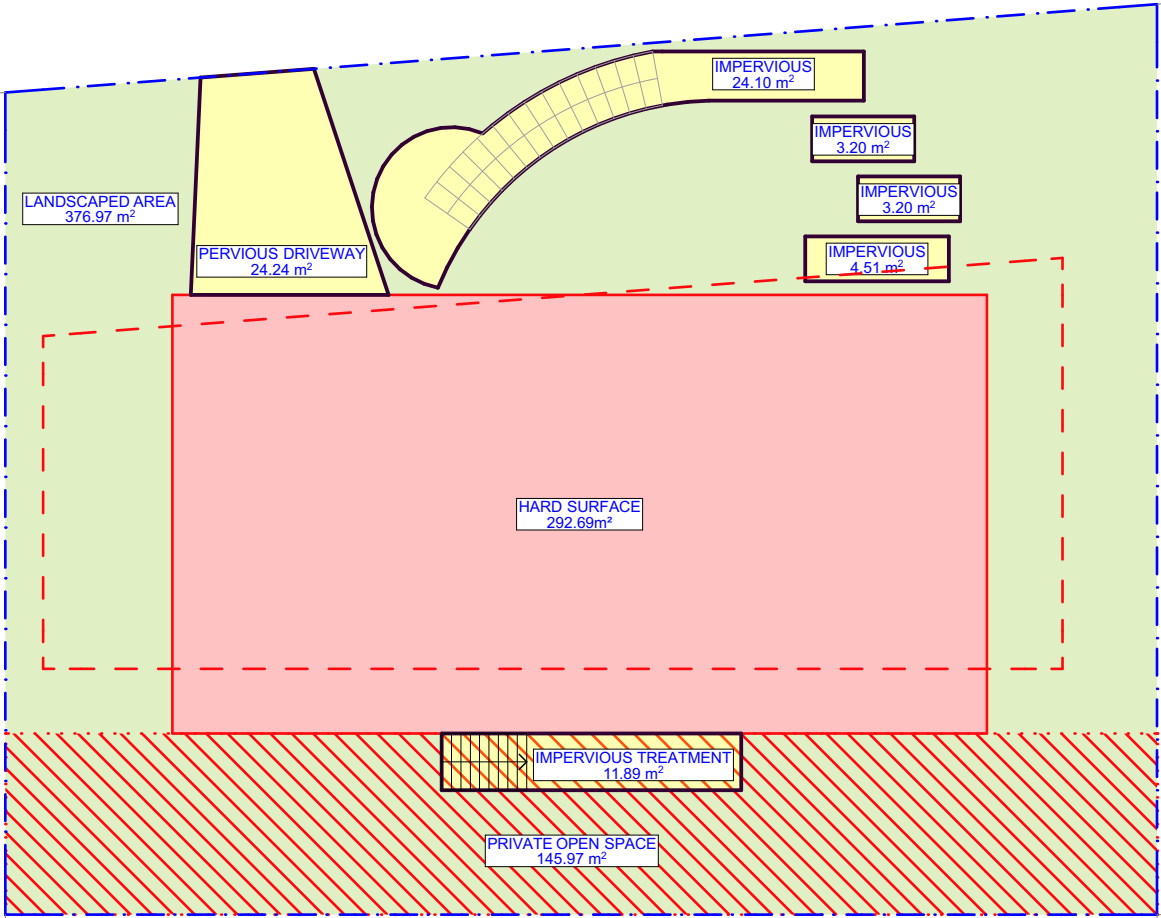 IMPERVIOUS
24.10 m²
IMPERVIOUS
3.20 m²
IMPERVIOUS
3.20 m²
LANDSCAPED AREA
376.97 m²
PERVIOUS DRIVEWAY
24.24 m²
IMPERVIOUS
4.51 m²
HARD SURFACE
292.69m²
IMPERVIOUS TREATMENT
11.89 m²
PRIVATE OPEN SPACE
145.97 m²